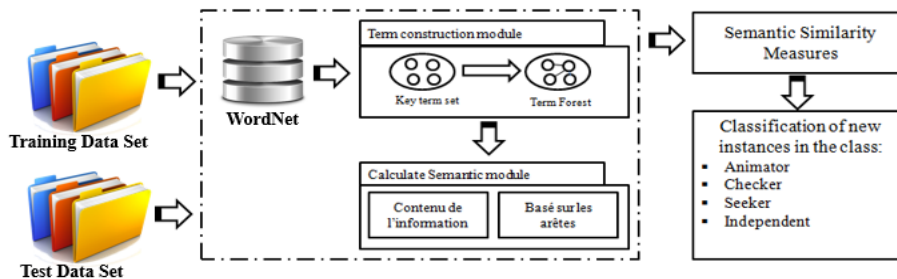 Training Data Set
Test Data Set
WordNet
Term construction module
Key term set
Term Forest
Calculate Semantic module
Contenu de
l'information
Basé sur les
arêtes
Semantic Similarity
Measures
Classification of new
instances in the class:
▪ Animator
▪ Checker
▪ Seeker
▪ Independent